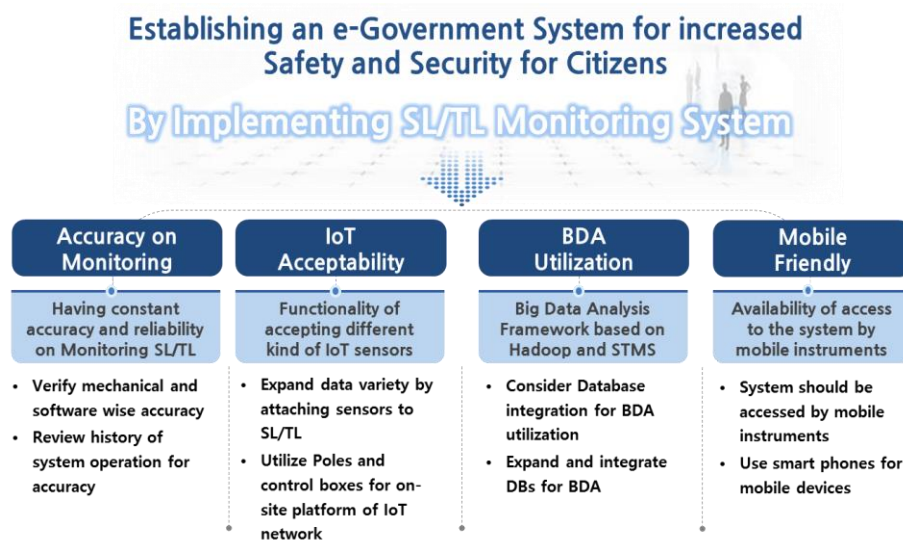 Establishing an e-Government System for increased
Safety and Security for Citizens
By Implementing SL/TL Monitoring System
Accuracy on
Monitoring
Having constant
accuracy and reliability
on Monitoring SL/TL
• Verify mechanical and
software wise accuracy
• Review history of
system operation for
accuracy
IoT
Acceptability
Functionality of
accepting different
kind of IoT sensors
• Expand data variety by
attaching sensors to
SL/TL
• Utilize Poles and
control boxes for on-
site platform of IoT
network
BDA
Utilization
Big Data Analysis
Framework based on
Hadoop and STMS
• Consider Database
integration for BDA
utilization
• Expand and integrate
DBs for BDA
Mobile
Friendly
Availability of access
to the system by
mobile instruments
• System should be
accessed by mobile
instruments
• Use smart phones for
mobile devices